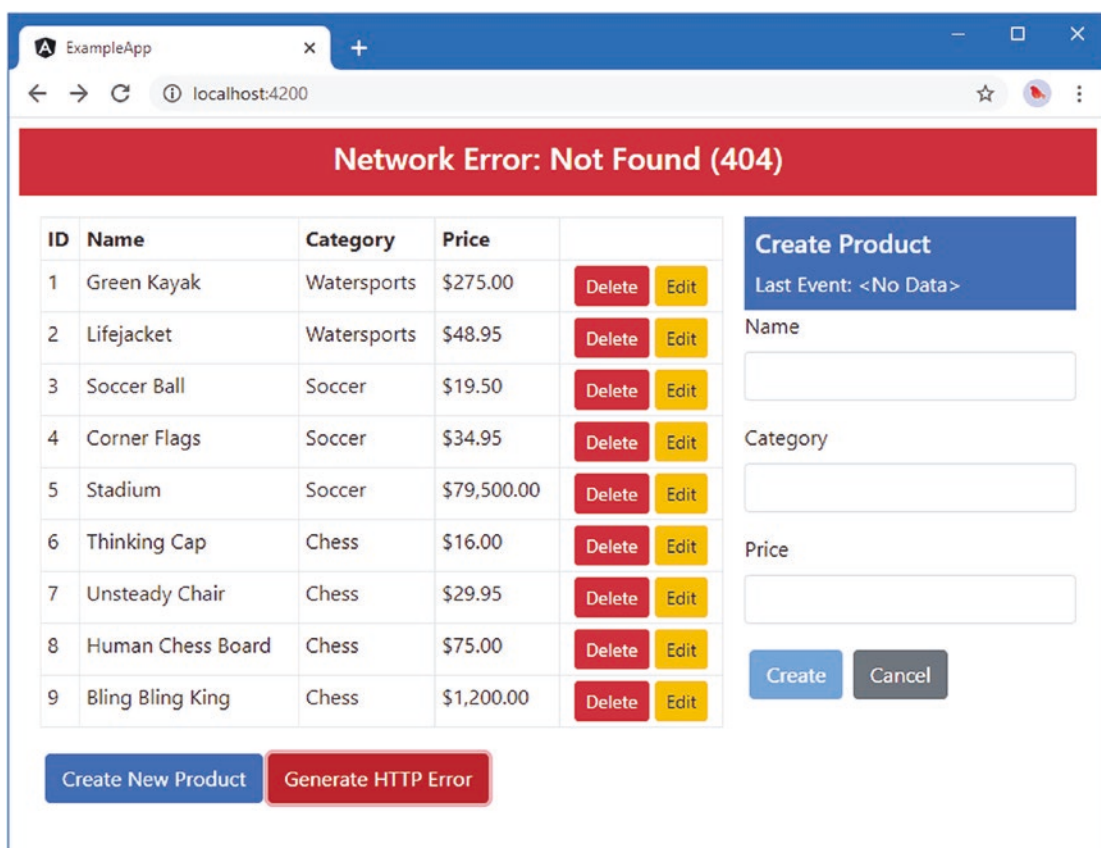 ExampleApp
localhost:4200
Network Error: Not Found (404)
ID Name Category Price
1 Green Kayak Watersports $275.00 Delete Edit
2 Lifejacket Watersports $48.95 Delete Edit
3 Soccer Ball Soccer $19.50 Delete Edit
4 Corner Flags Soccer $34.95 Delete Edit
5 Stadium Soccer $79,500.00 Delete Edit
6 Thinking Cap Chess $16.00 Delete Edit
7 Unsteady Chair Chess $29.95 Delete Edit
8 Human Chess Board Chess $75.00 Delete Edit
9 Bling Bling King Chess $1,200.00 Delete Edit
Create New Product Generate HTTP Error
Create Product
Last Event: <No Data>
Name
Category
Price
Create Cancel